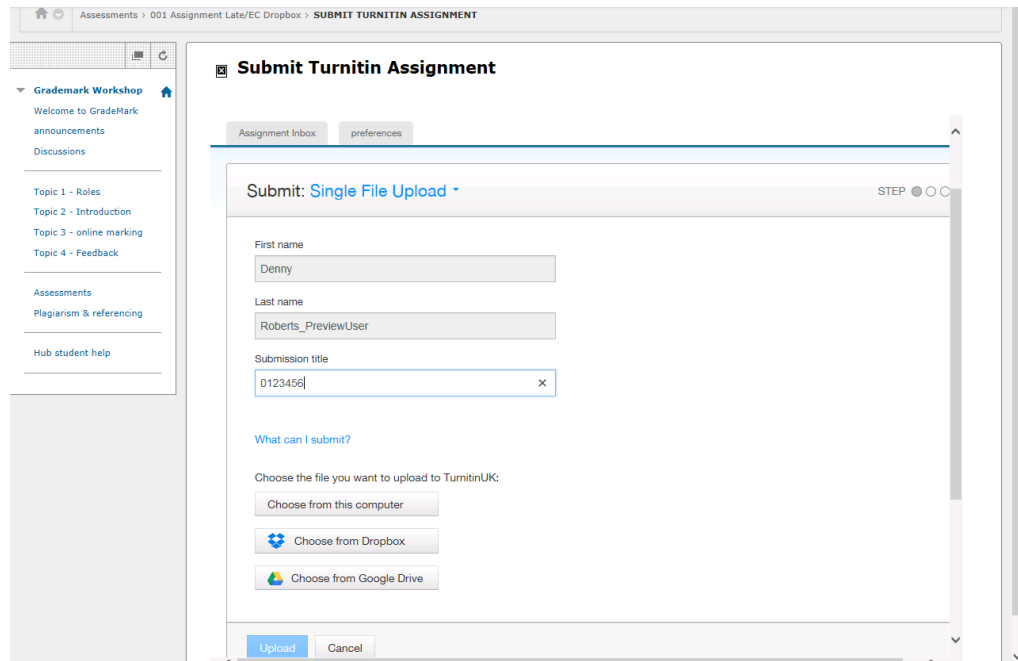 Assessments > 001 Assignment Late/EC Dropbox > SUBMIT TURNITIN ASSIGNMENT
Grademark Workshop
Welcome to GradeMark
announcements
Discussions
Topic 1 - Roles
Topic 2 - Introduction
Topic 3 - online marking
Topic 4 - Feedback
Assessments
Plagiarism & referencing
Hub student help
Submit Turnitin Assignment
Assignment Inbox
preferences
Submit: Single File Upload
STEP
First name
Denny
Last name
Roberts_PreviewUser
Submission title
0123456
What can I submit?
Choose the file you want to upload to TurnitinUK:
Choose from this computer
Choose from Dropbox
Choose from Google Drive
Upload
Cancel